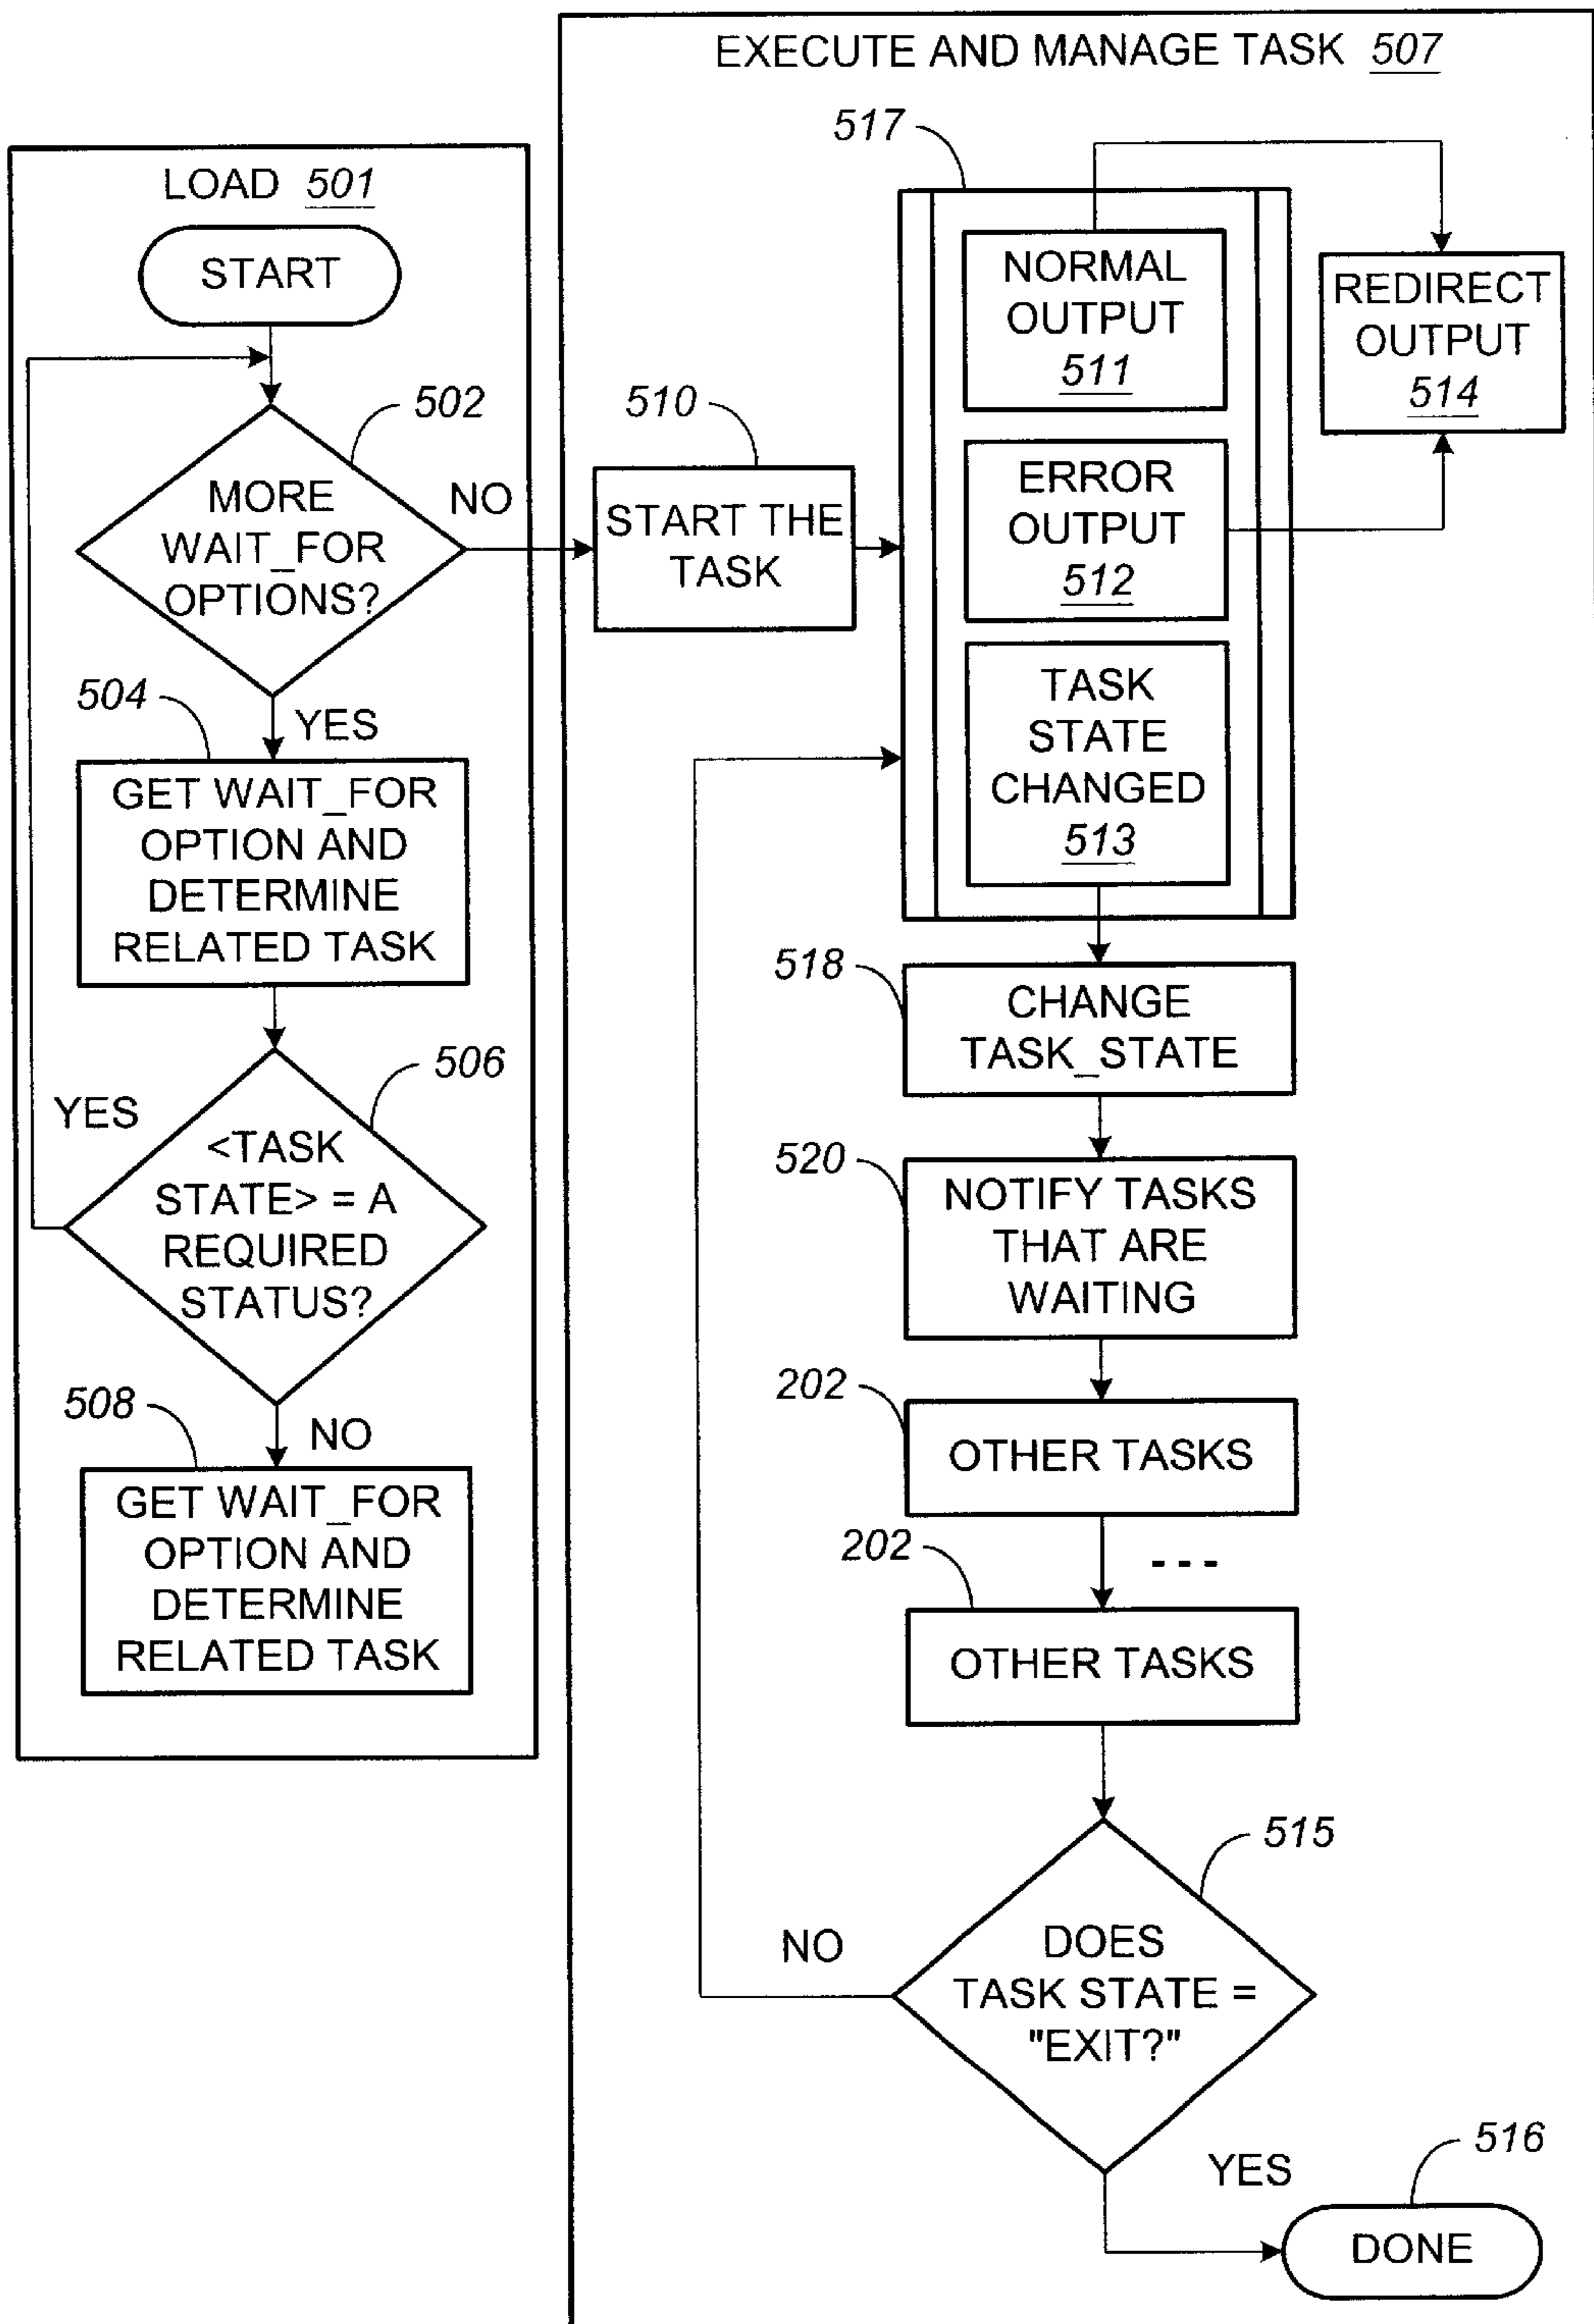 LOAD 501
START
502
MORE
WAIT_FOR
OPTIONS?
NO
YES
504
GET WAIT_FOR
OPTION AND
DETERMINE
RELATED TASK
506
YES
<TASK
STATE> = A
REQUIRED
STATUS?
508
NO
GET WAIT_FOR
OPTION AND
DETERMINE
RELATED TASK
EXECUTE AND MANAGE TASK 507
510
START THE
TASK
517
NORMAL
OUTPUT
511
ERROR
OUTPUT
512
TASK
STATE
CHANGED
513
REDIRECT
OUTPUT
514
518
CHANGE
TASK_STATE
520
NOTIFY TASKS
THAT ARE
WAITING
202
OTHER TASKS
---
202
OTHER TASKS
515
NO
DOES
TASK STATE =
"EXIT?"
YES
516
DONE